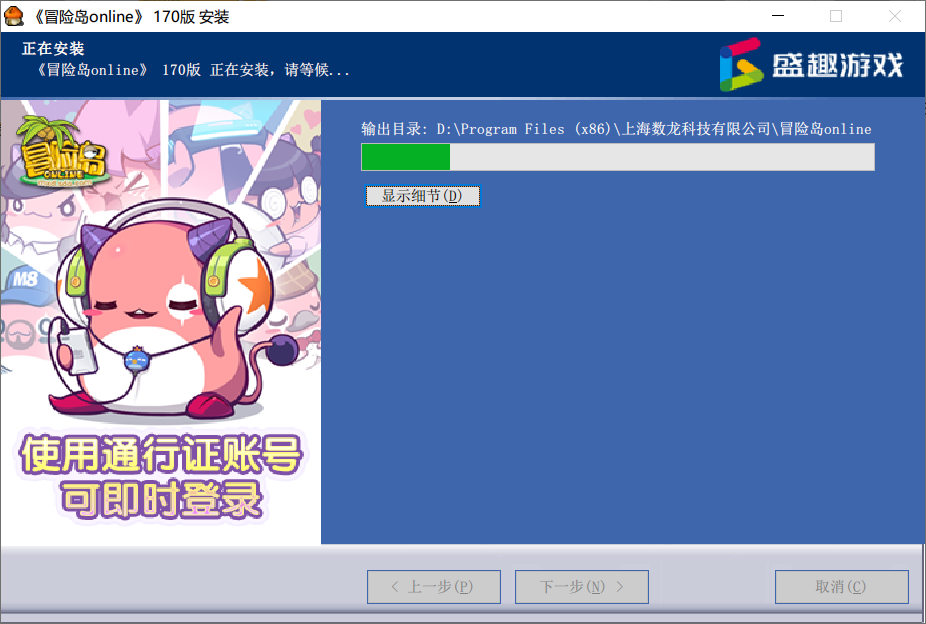 《冒险岛online》 170版 安装
正在安装
《冒险岛online》 170版 正在安装，请等候...
盛趣游戏
输出目录: D:\Program Files (x86)\上海数龙科技有限公司\冒险岛online
显示细节(D)
冒险岛
ONLINE
M8
使用通行证账号
可即时登录
< 上一步(P)
下一步(N) >
取消(C)